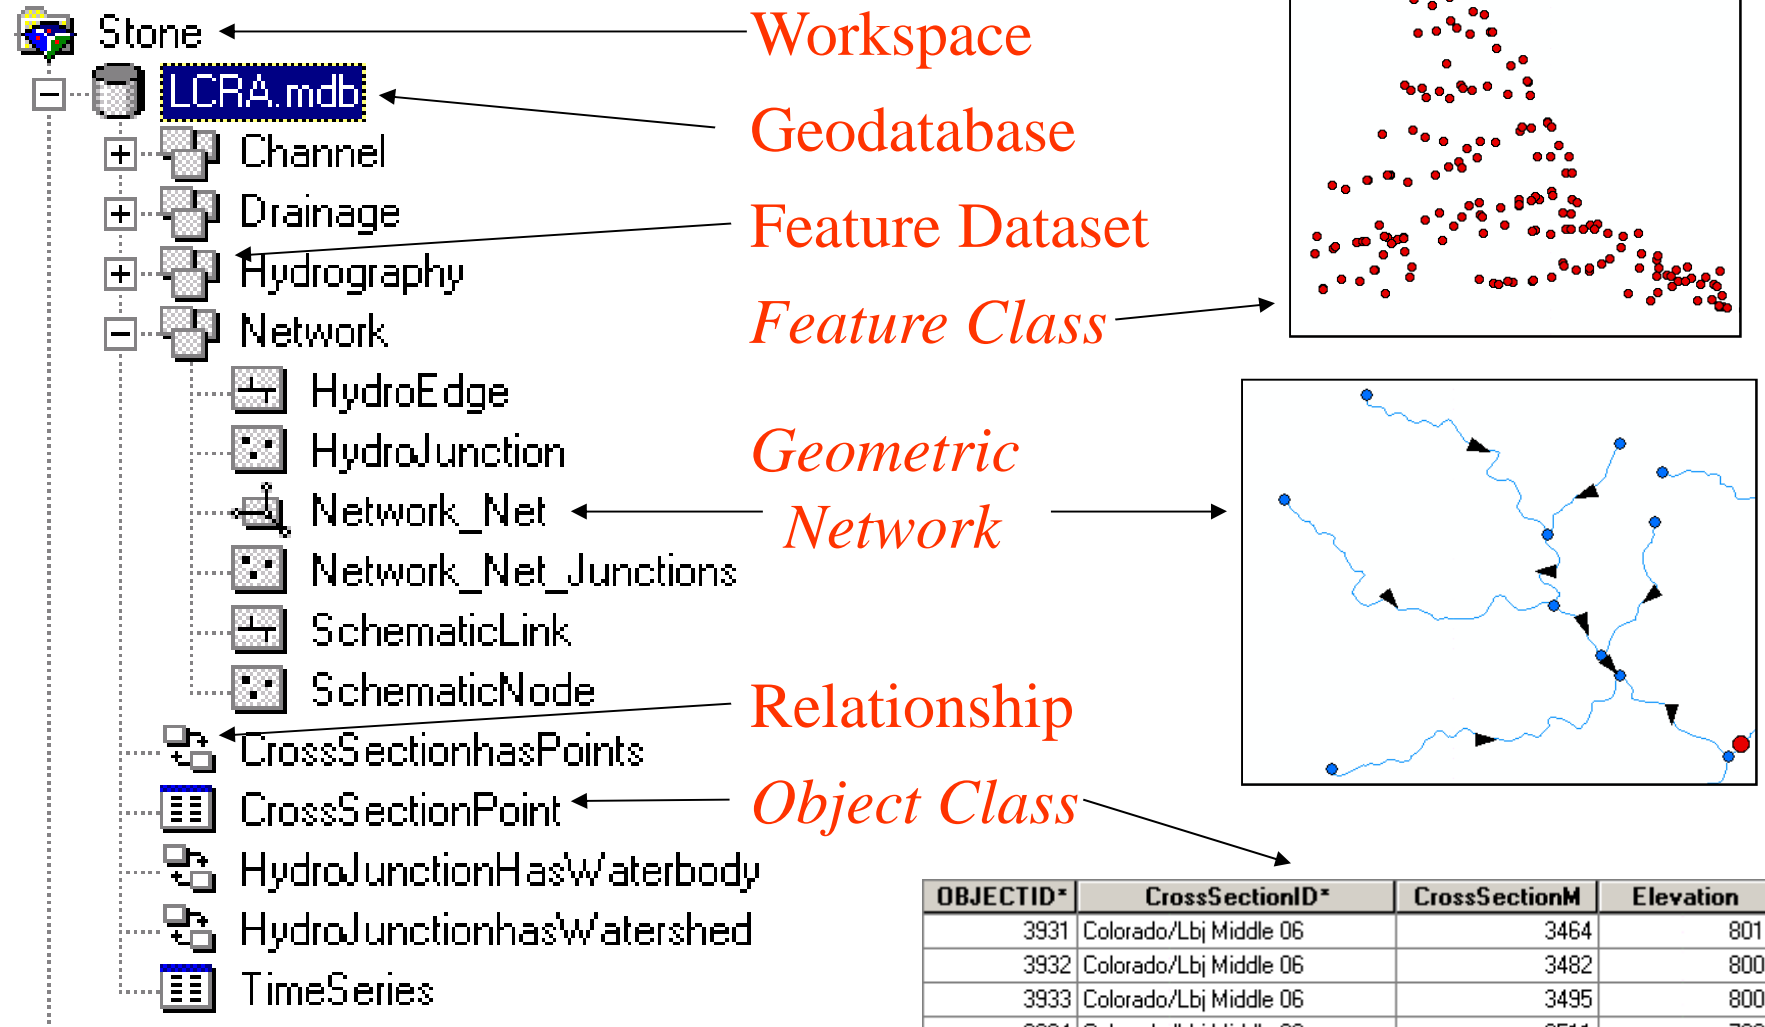 Stone
Workspace
LCRA.mdb
Geodatabase
Channel
Drainage
Feature Dataset
Hydrography
Feature Class
Network
HydroEdge
HydroJunction
Geometric
Network
Network_Net
Network_Net_Junctions
SchematicLink
SchematicNode
Relationship
CrossSectionhasPoints
Object Class
CrossSectionPoint
HydroJunctionHasWaterbody
HydroJunctionhasWatershed
TimeSeries
OBJECTID* CrossSectionID* CrossSectionM Elevation
3931 Colorado/Lbj Middle 06 3464 801
3932 Colorado/Lbj Middle 06 3482 800
3933 Colorado/Lbj Middle 06 3495 800